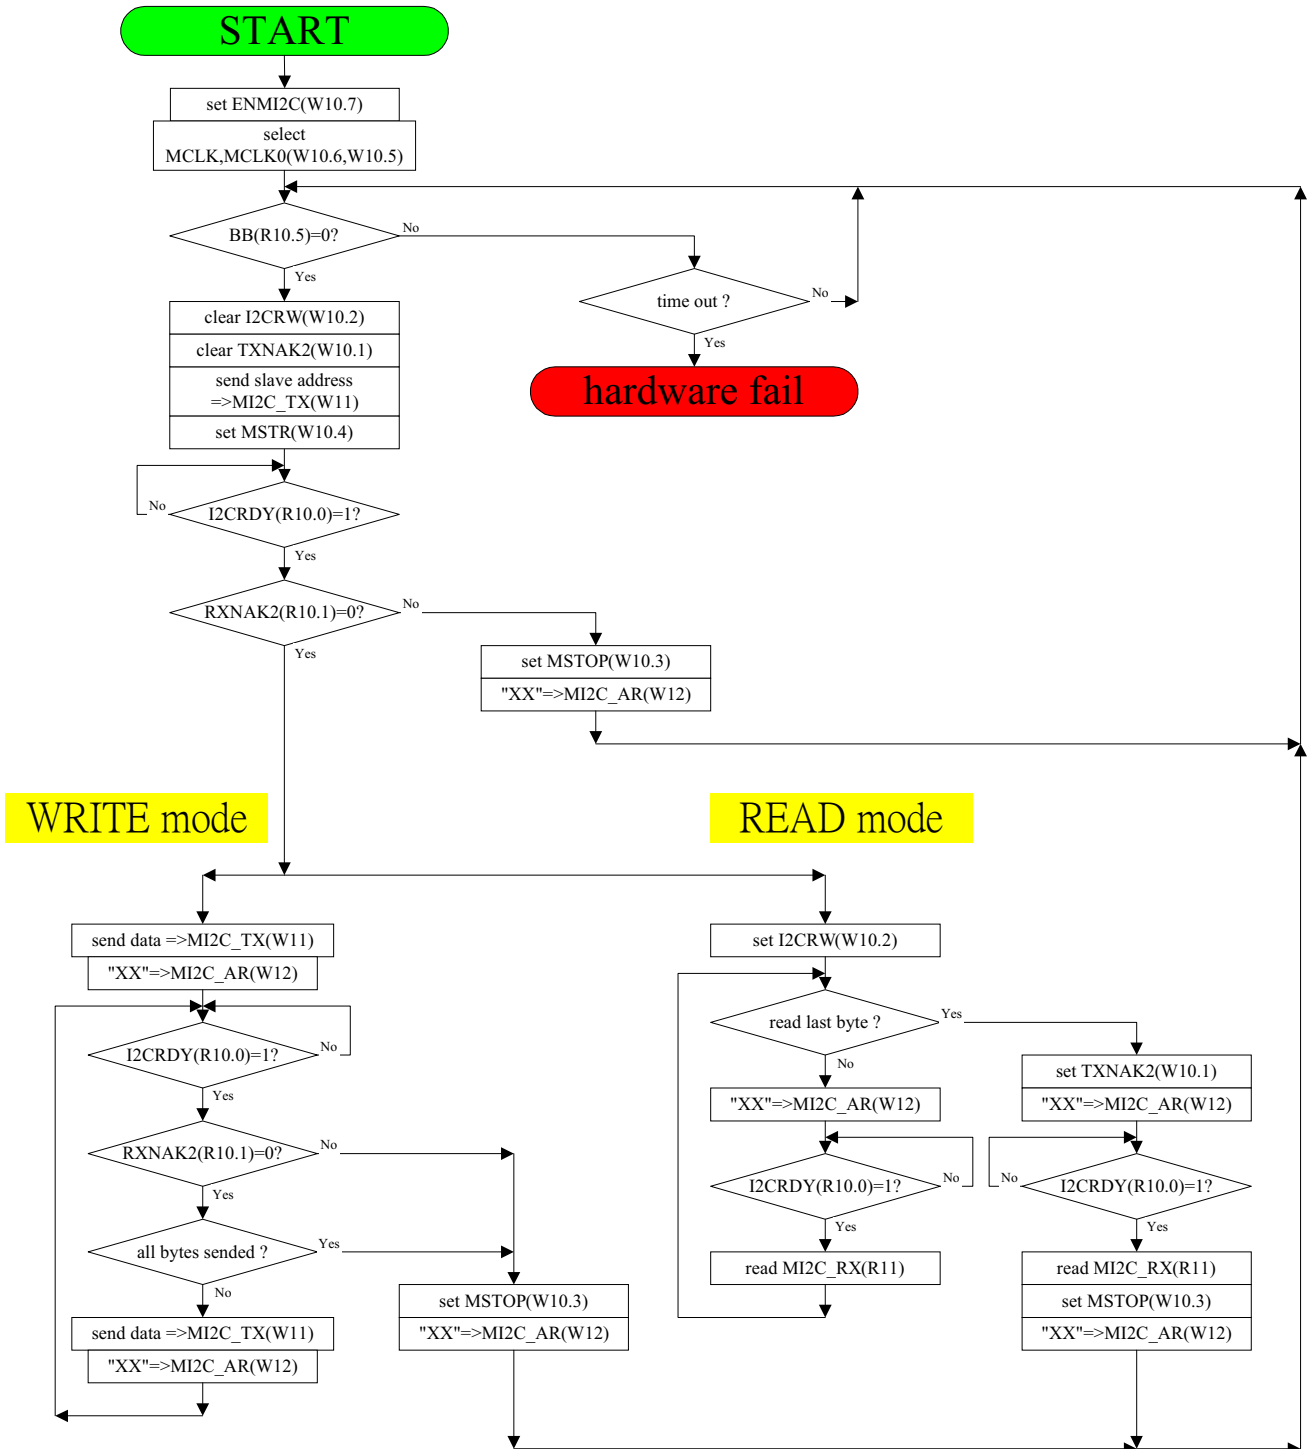 START
set ENMI2C(W10.7)
select
MCLK,MCLK0(W10.6,W10.5)
BB(R10.5)=0?
No
Yes
time out ?
No
Yes
hardware fail
clear I2CRW(W10.2)
clear TXNAK2(W10.1)
send slave address
=>MI2C_TX(W11)
set MSTR(W10.4)
I2CRDY(R10.0)=1?
No
Yes
RXNAK2(R10.1)=0?
No
Yes
set MSTOP(W10.3)
"XX"=>MI2C_AR(W12)
WRITE mode
send data =>MI2C_TX(W11)
"XX"=>MI2C_AR(W12)
I2CRDY(R10.0)=1?
No
Yes
RXNAK2(R10.1)=0?
No
Yes
all bytes sended ?
Yes
No
send data =>MI2C_TX(W11)
"XX"=>MI2C_AR(W12)
set MSTOP(W10.3)
"XX"=>MI2C_AR(W12)
READ mode
set I2CRW(W10.2)
read last byte ?
Yes
No
"XX"=>MI2C_AR(W12)
I2CRDY(R10.0)=1?
No
Yes
read MI2C_RX(R11)
set TXNAK2(W10.1)
"XX"=>MI2C_AR(W12)
No
I2CRDY(R10.0)=1?
Yes
read MI2C_RX(R11)
set MSTOP(W10.3)
"XX"=>MI2C_AR(W12)